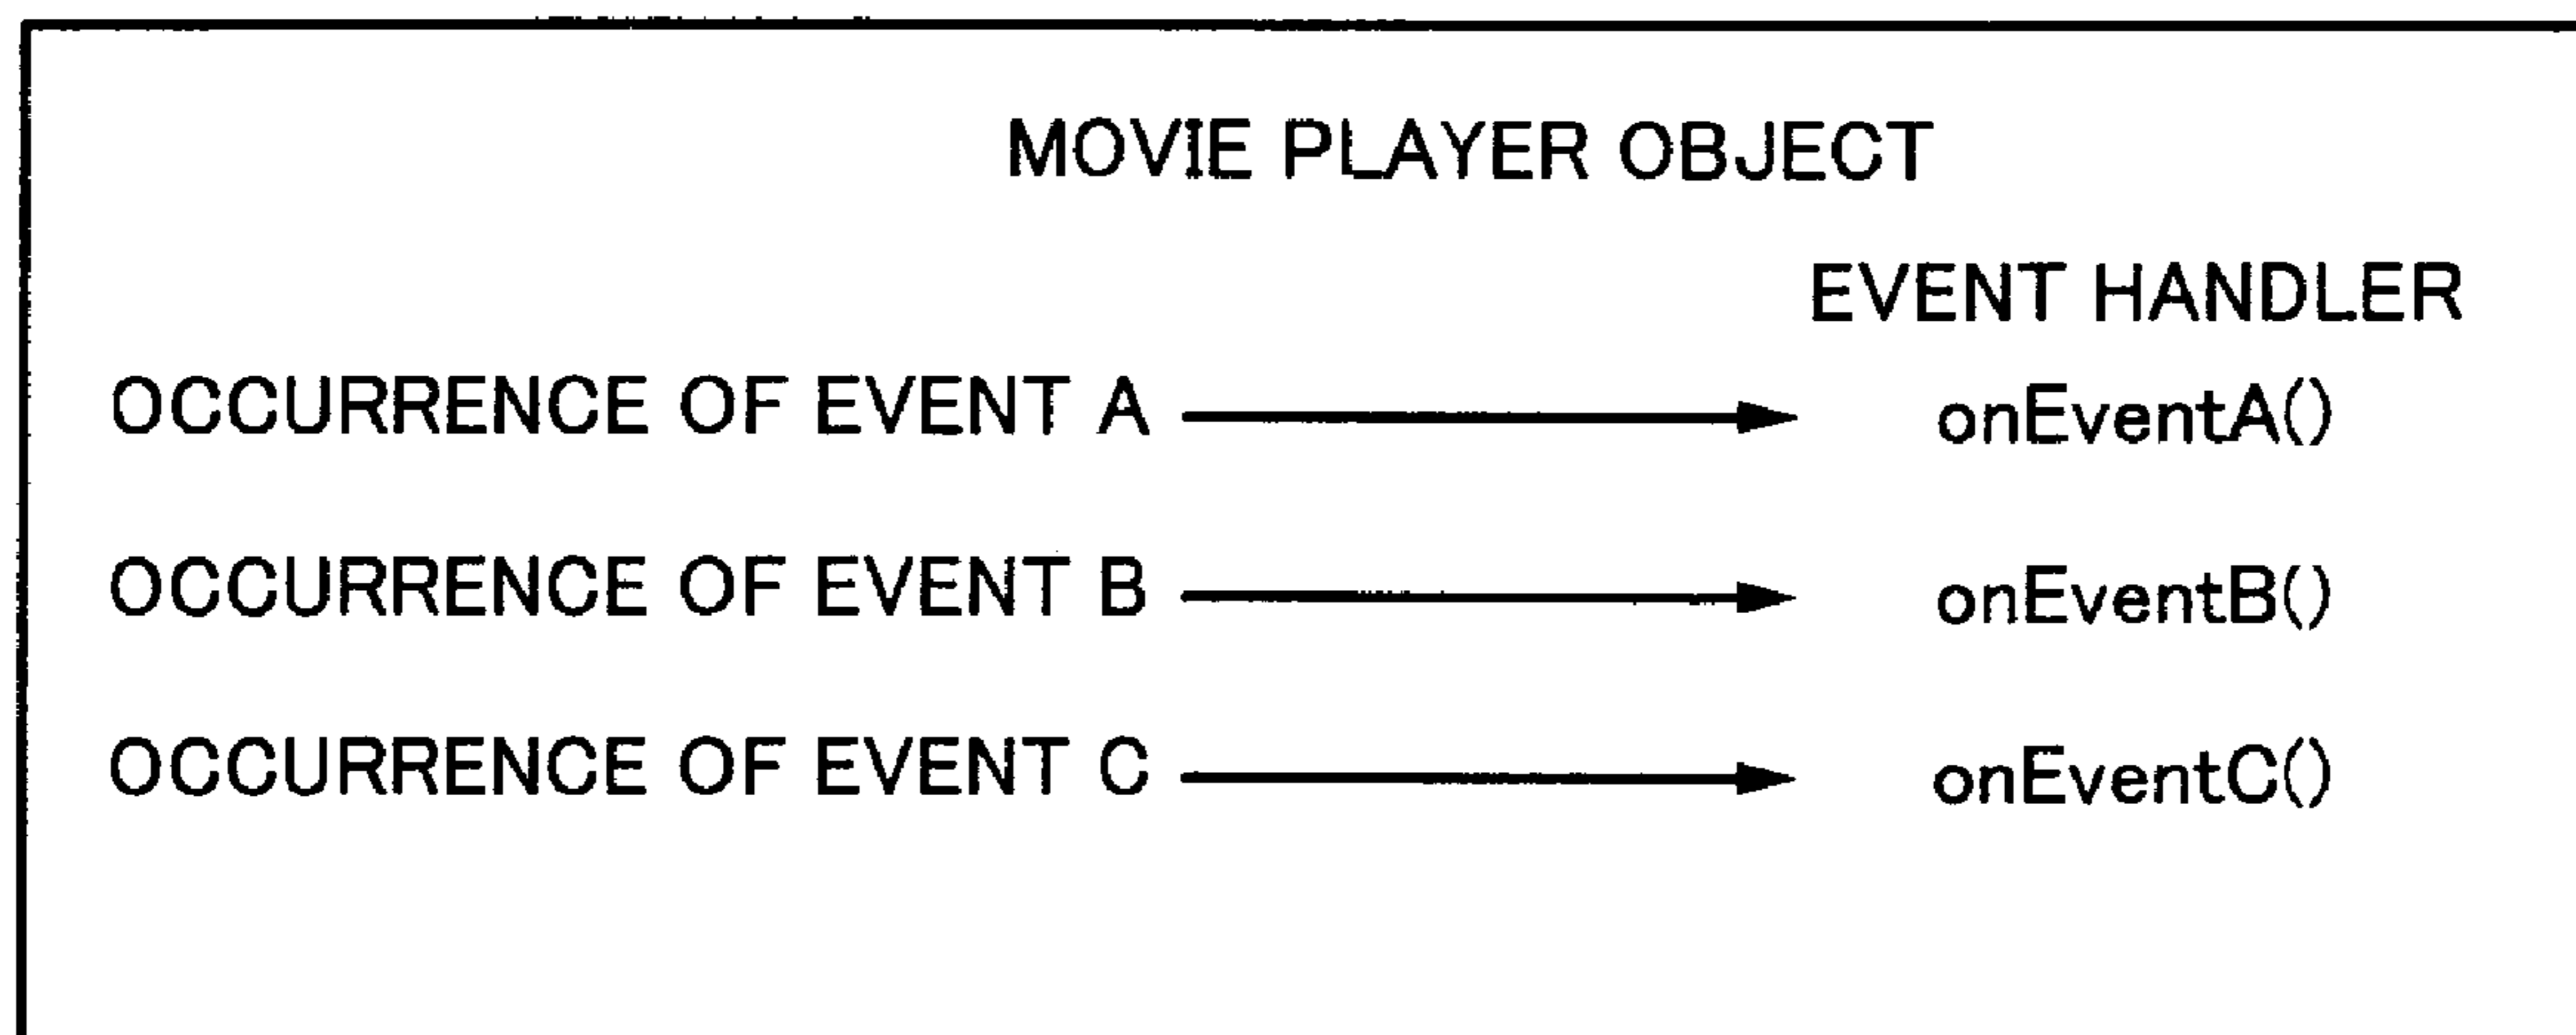 MOVIE PLAYER OBJECT
EVENT HANDLER
OCCURRENCE OF EVENT A onEventA()
OCCURRENCE OF EVENT B onEventB()
OCCURRENCE OF EVENT C onEventC()